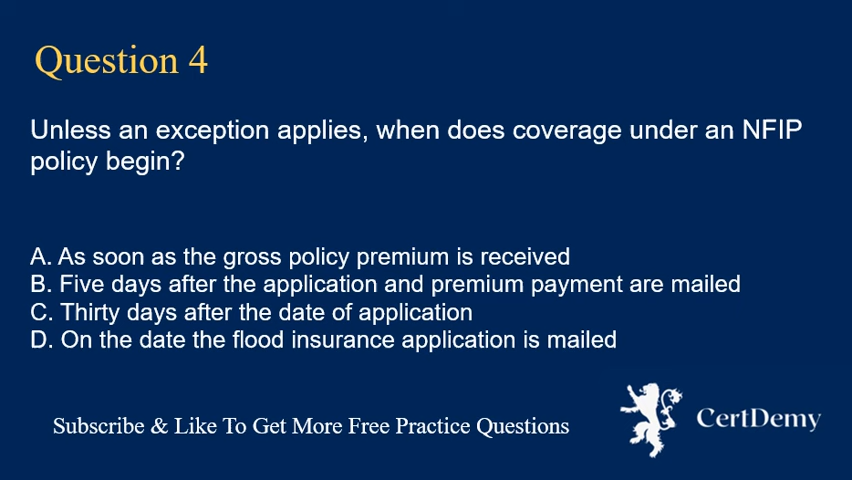 Question 4
Unless an exception applies, when does coverage under an NFIP
policy begin?
A. As soon as the gross policy premium is received
B. Five days after the application and premium payment are mailed
C. Thirty days after the date of application
D. On the date the flood insurance application is mailed
Subscribe & Like To Get More Free Practice Questions
CertDemy